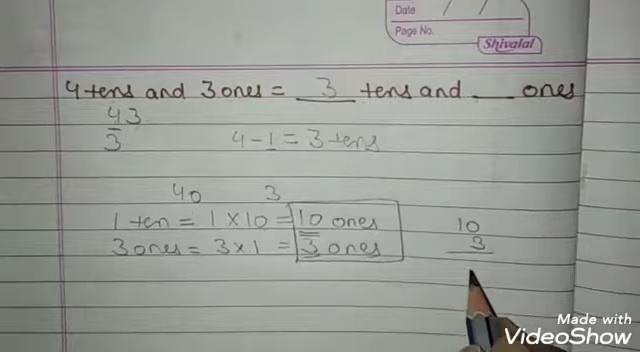 Date / /
Page No.
Shivalal
4 tens and 3 ones = 3 tens and ___ ones
43
3
4-1 = 3 tens
40 3
1 ten = 1 × 10 = 10 ones
3 ones = 3 × 1 = 3 ones
10
3
Made with
VideoShow